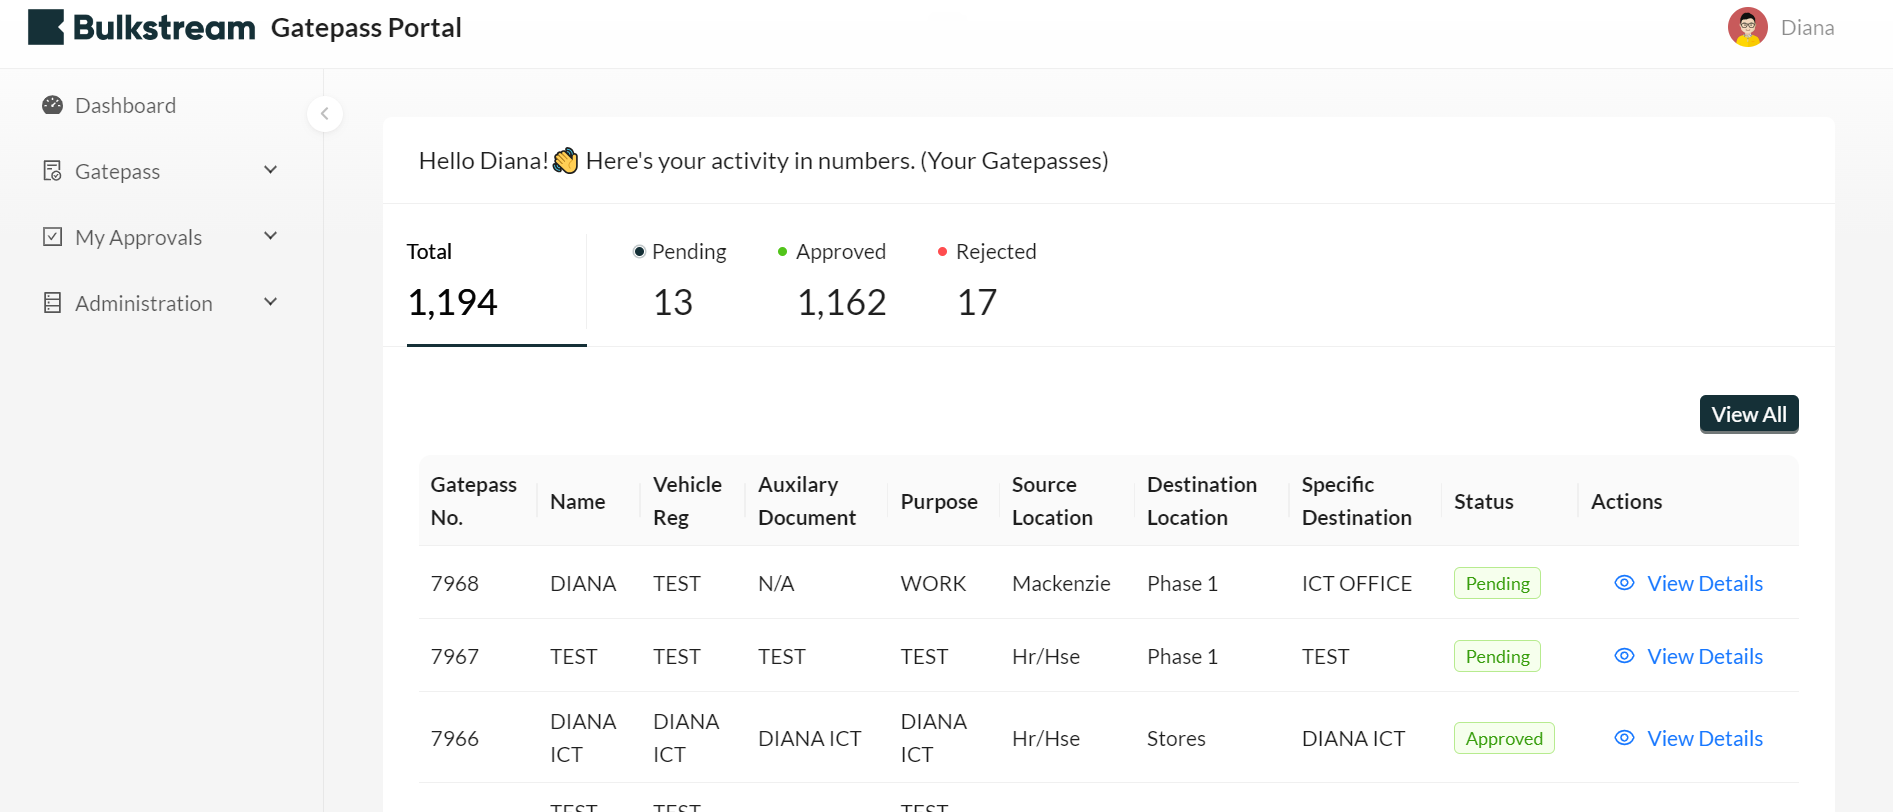 Bulkstream Gatepass Portal
Diana
Dashboard
Gatepass
My Approvals
Administration
Hello Diana!👋 Here's your activity in numbers. (Your Gatepasses)
Total
1,194
Pending
13
Approved
1,162
Rejected
17
View All
Gatepass No. Name Vehicle Reg Auxilary Document Purpose Source Location Destination Location Specific Destination Status Actions
7968 DIANA TEST N/A WORK Mackenzie Phase 1 ICT OFFICE Pending View Details
7967 TEST TEST TEST TEST Hr/Hse Phase 1 TEST Pending View Details
7966 DIANA ICT DIANA ICT DIANA ICT DIANA ICT Hr/Hse Stores DIANA ICT Approved View Details
TEST TEST TEST